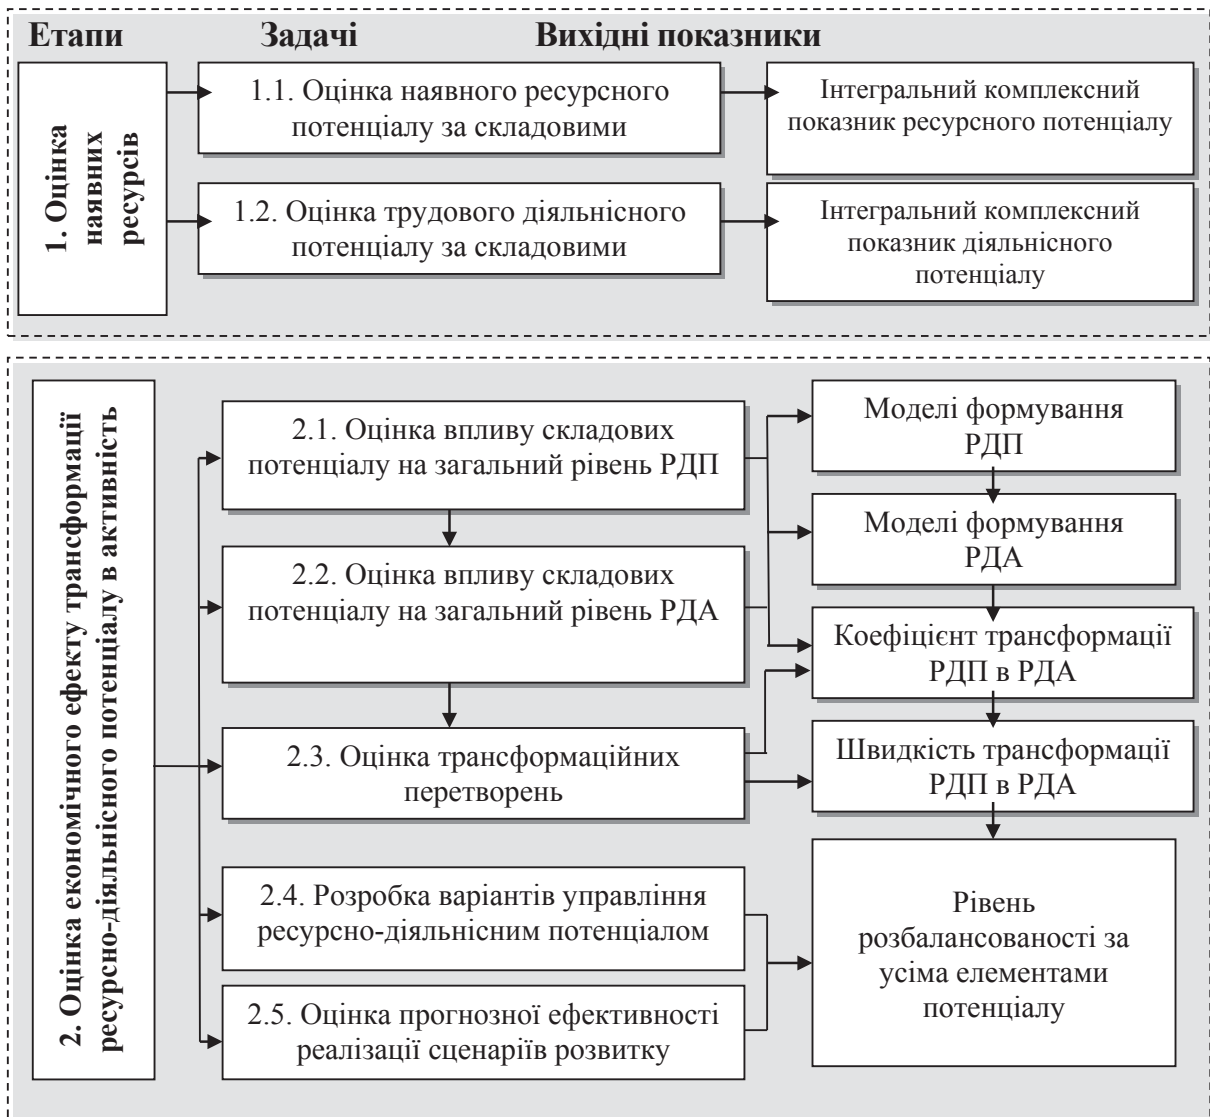 Етапи Задачі Вихідні показники
1. Оцінка
наявних
ресурсів
1.1. Оцінка наявного ресурсного
потенціалу за складовими
Інтегральний комплексний
показник ресурсного потенціалу
1.2. Оцінка трудового діяльнісного
потенціалу за складовими
Інтегральний комплексний
показник діяльнісного
потенціалу
2. Оцінка економічного ефекту трансформації
ресурсно-діяльнісного потенціалу в активність
2.1. Оцінка впливу складових
потенціалу на загальний рівень РДП
2.2. Оцінка впливу складових
потенціалу на загальний рівень РДА
2.3. Оцінка трансформаційних
перетворень
2.4. Розробка варіантів управління
ресурсно-діяльнісним потенціалом
2.5. Оцінка прогнозної ефективності
реалізації сценаріїв розвитку
Моделі формування
РДП
Моделі формування
РДА
Коефіцієнт трансформації
РДП в РДА
Швидкість трансформації
РДП в РДА
Рівень
розбалансованості за
усіма елементами
потенціалу